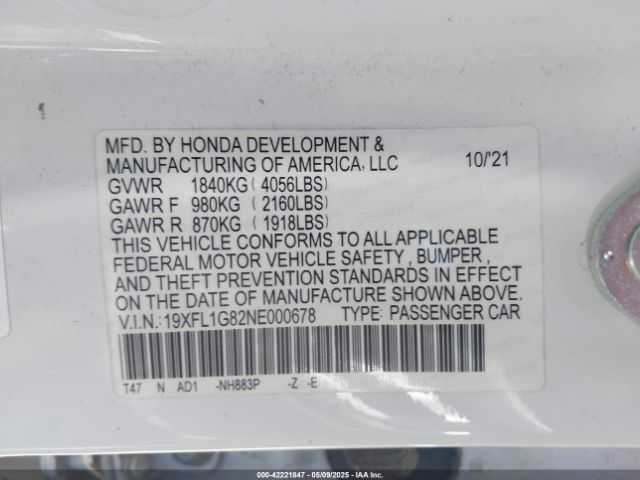 MFD. BY HONDA DEVELOPMENT &
MANUFACTURING OF AMERICA, LLC 10/'21
GVWR 1840KG ( 4056LBS)
GAWR F 980KG ( 2160LBS)
GAWR R 870KG ( 1918LBS)
THIS VEHICLE CONFORMS TO ALL APPLICABLE
FEDERAL MOTOR VEHICLE SAFETY , BUMPER ,
AND THEFT PREVENTION STANDARDS IN EFFECT
ON THE DATE OF MANUFACTURE SHOWN ABOVE.
V.I.N.: 19XFL1G82NE000678 TYPE: PASSENGER CAR
T47 N AD1 -NH883P -Z -E
000-42221847 - 05/09/2025 - IAA Inc.